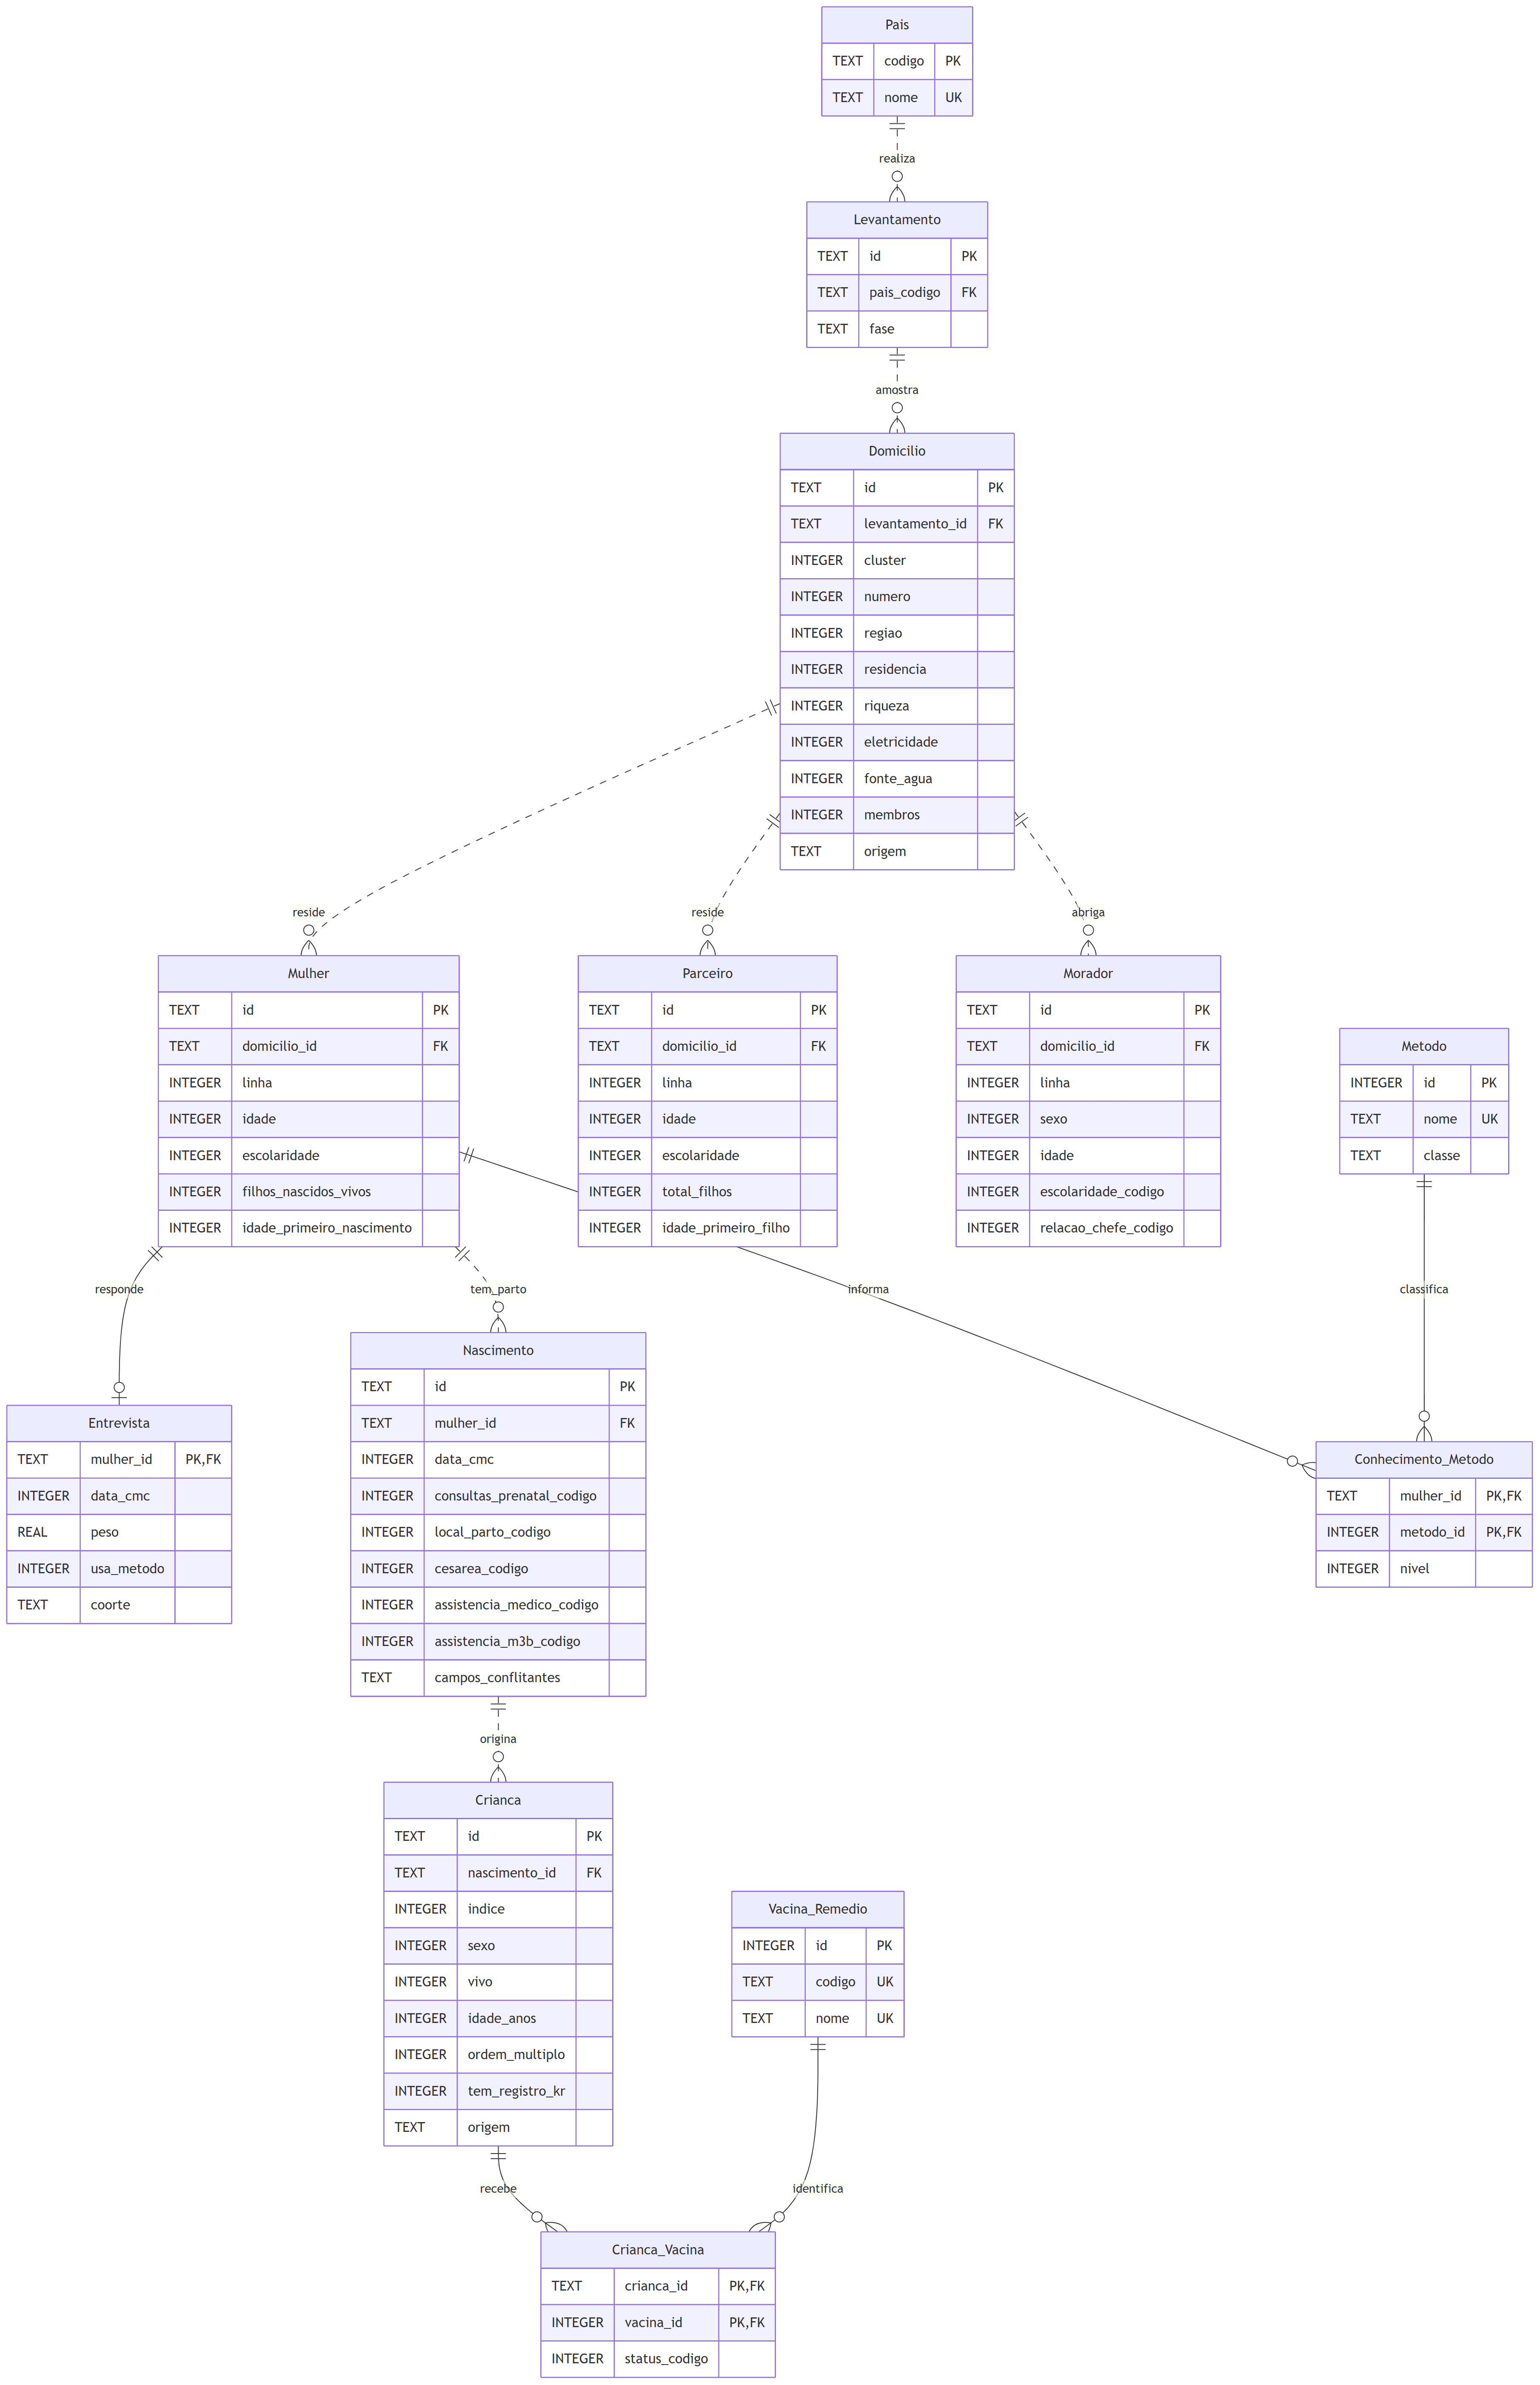 Pais
TEXT codigo PK
TEXT nome UK
realiza
Levantamento
TEXT id PK
TEXT pais_codigo FK
TEXT fase
amostra
Domicilio
TEXT id PK
TEXT levantamento_id FK
INTEGER cluster
INTEGER numero
INTEGER regiao
INTEGER residencia
INTEGER riqueza
INTEGER eletricidade
INTEGER fonte_agua
INTEGER membros
TEXT origem
reside
reside
abriga
Mulher
TEXT id PK
TEXT domicilio_id FK
INTEGER linha
INTEGER idade
INTEGER escolaridade
INTEGER filhos_nascidos_vivos
INTEGER idade_primeiro_nascimento
Parceiro
TEXT id PK
TEXT domicilio_id FK
INTEGER linha
INTEGER idade
INTEGER escolaridade
INTEGER total_filhos
INTEGER idade_primeiro_filho
Morador
TEXT id PK
TEXT domicilio_id FK
INTEGER linha
INTEGER sexo
INTEGER idade
INTEGER escolaridade_codigo
INTEGER relacao_chefe_codigo
Metodo
INTEGER id PK
TEXT nome UK
TEXT classe
responde
tem_parto
informa
classifica
Entrevista
TEXT mulher_id PK,FK
INTEGER data_cmc
REAL peso
INTEGER usa_metodo
TEXT coorte
Nascimento
TEXT id PK
TEXT mulher_id FK
INTEGER data_cmc
INTEGER consultas_prenatal_codigo
INTEGER local_parto_codigo
INTEGER cesarea_codigo
INTEGER assistencia_medico_codigo
INTEGER assistencia_m3b_codigo
TEXT campos_conflitantes
Conhecimento_Metodo
TEXT mulher_id PK,FK
INTEGER metodo_id PK,FK
INTEGER nivel
origina
Crianca
TEXT id PK
TEXT nascimento_id FK
INTEGER indice
INTEGER sexo
INTEGER vivo
INTEGER idade_anos
INTEGER ordem_multiplo
INTEGER tem_registro_kr
TEXT origem
Vacina_Remedio
INTEGER id PK
TEXT codigo UK
TEXT nome UK
recebe
identifica
Crianca_Vacina
TEXT crianca_id PK,FK
INTEGER vacina_id PK,FK
INTEGER status_codigo